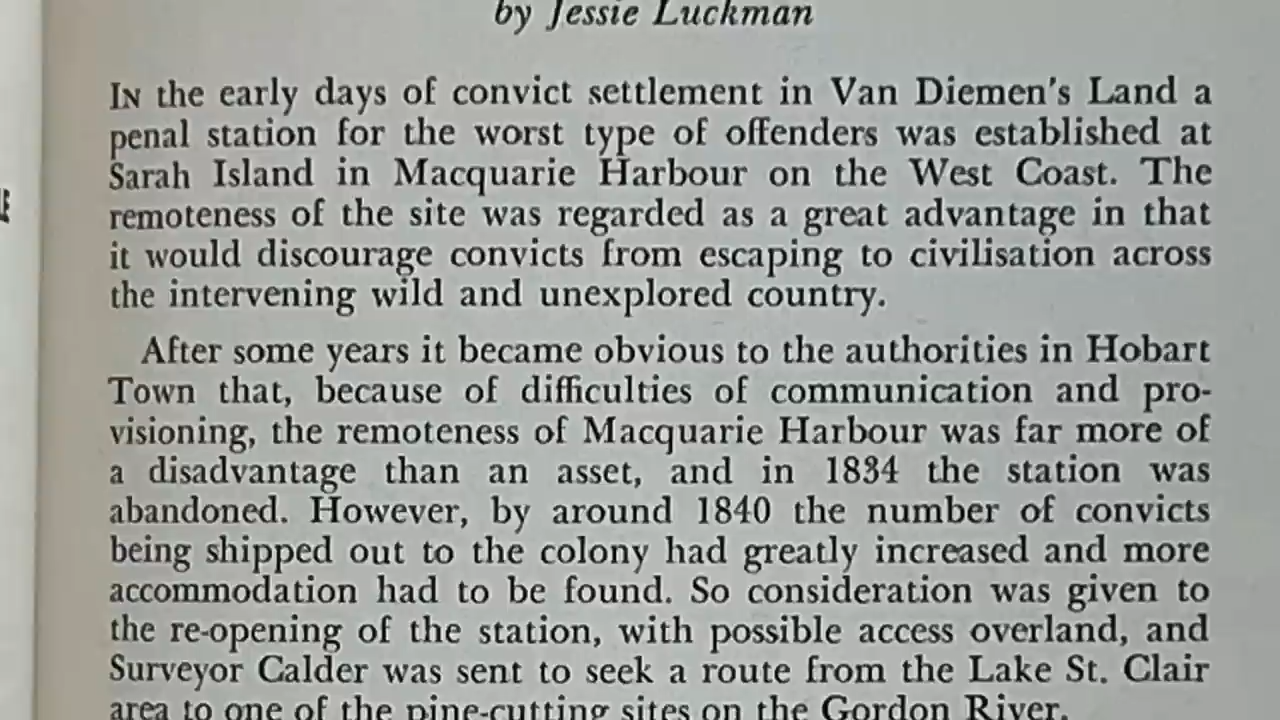 by Jessie Luckman
IN the early days of convict settlement in Van Diemen's Land a
penal station for the worst type of offenders was established at
Sarah Island in Macquarie Harbour on the West Coast. The
remoteness of the site was regarded as a great advantage in that
it would discourage convicts from escaping to civilisation across
the intervening wild and unexplored country.
After some years it became obvious to the authorities in Hobart
Town that, because of difficulties of communication and pro-
visioning, the remoteness of Macquarie Harbour was far more of
a disadvantage than an asset, and in 1834 the station was
abandoned. However, by around 1840 the number of convicts
being shipped out to the colony had greatly increased and more
accommodation had to be found. So consideration was given to
the re-opening of the station, with possible access overland, and
Surveyor Calder was sent to seek a route from the Lake St. Clair
area to one of the pine-cutting sites on the Gordon River.